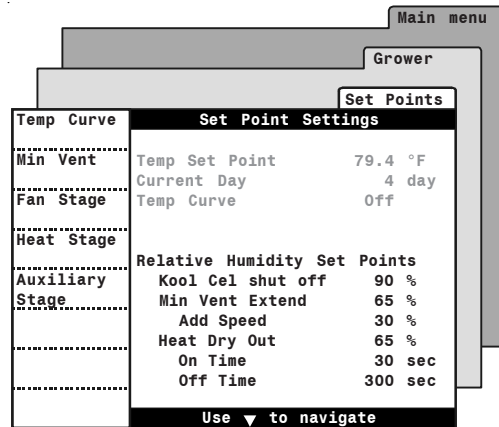 Main menu
Grower
Set Points
Temp Curve
Min Vent
Fan Stage
Heat Stage
Auxiliary
Stage
Set Point Settings
Temp Set Point 79.4 °F
Current Day 4 day
Temp Curve Off
Relative Humidity Set Points
Kool Cel shut off 90 %
Min Vent Extend 65 %
Add Speed 30 %
Heat Dry Out 65 %
On Time 30 sec
Off Time 300 sec
Use ▼ to navigate